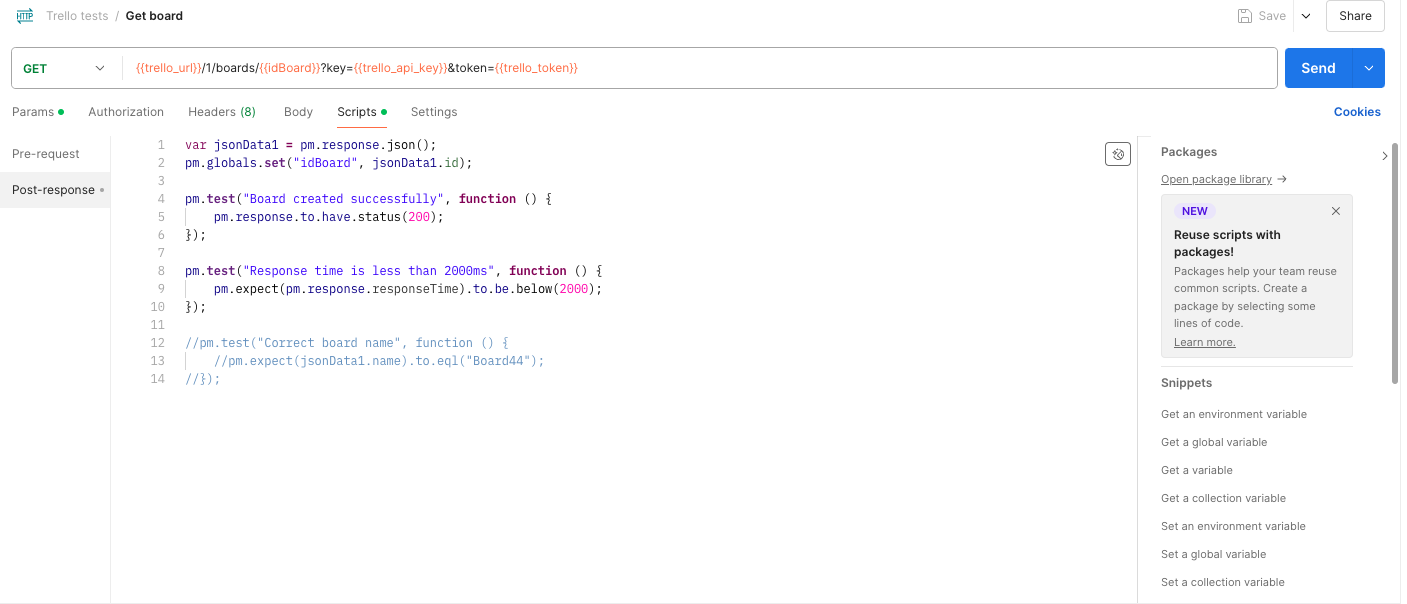 HTTP Trello tests / Get board Save Share
GET {{trello_url}}/1/boards/{{idBoard}}?key={{trello_api_key}}&token={{trello_token}} Send
Params Authorization Headers (8) Body Scripts Settings Cookies
Pre-request
Post-response
1 var jsonData1 = pm.response.json();
2 pm.globals.set("idBoard", jsonData1.id);
3
4 pm.test("Board created successfully", function () {
5     pm.response.to.have.status(200);
6 });
7
8 pm.test("Response time is less than 2000ms", function () {
9     pm.expect(pm.response.responseTime).to.be.below(2000);
10 });
11
12 //pm.test("Correct board name", function () {
13     //pm.expect(jsonData1.name).to.eql("Board44");
14 //});
Packages
Open package library →
NEW
Reuse scripts with
packages!
Packages help your team reuse
common scripts. Create a
package by selecting some
lines of code.
Learn more.
Snippets
Get an environment variable
Get a global variable
Get a variable
Get a collection variable
Set an environment variable
Set a global variable
Set a collection variable